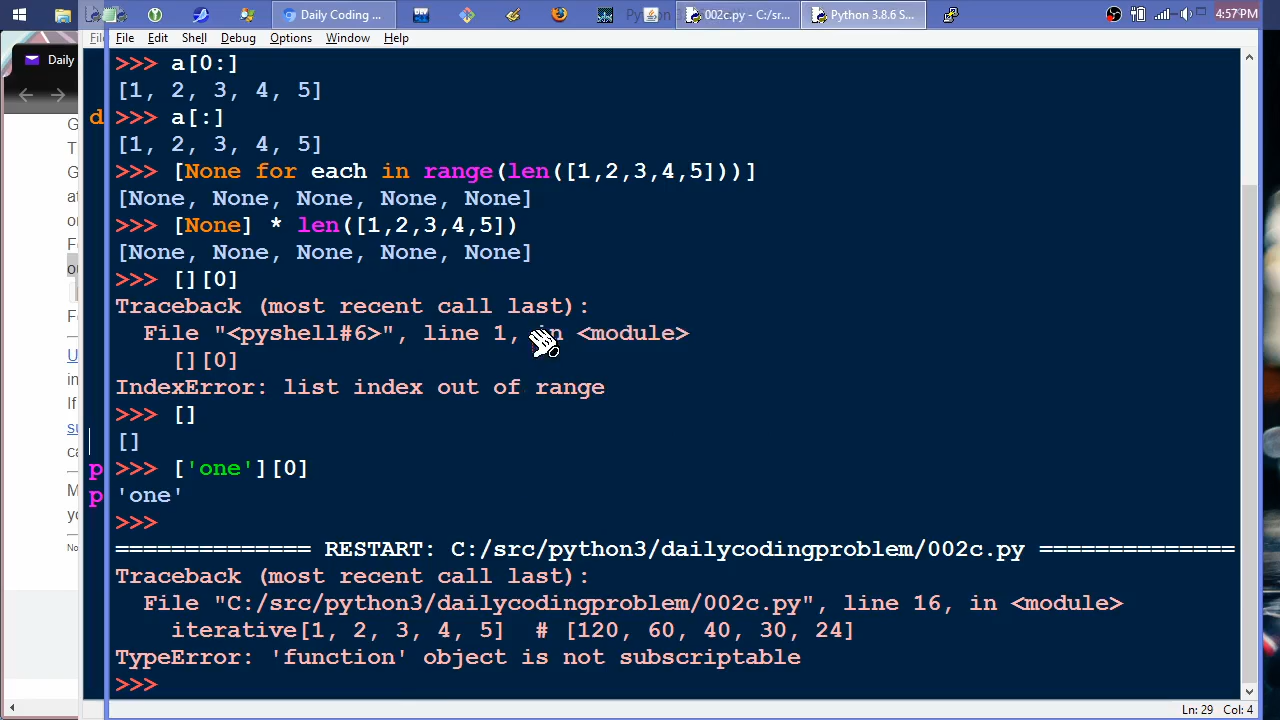 Daily Coding ...
002c.py - C:/sr...
Python 3.8.6 S...
4:57 PM
File Edit Shell Debug Options Window Help
Daily
>>> a[0:]
[1, 2, 3, 4, 5]
>>> a[:]
[1, 2, 3, 4, 5]
>>> [None for each in range(len([1,2,3,4,5]))]
[None, None, None, None, None]
>>> [None] * len([1,2,3,4,5])
[None, None, None, None, None]
>>> [][0]
Traceback (most recent call last):
  File "<pyshell#6>", line 1, in <module>
    [][0]
IndexError: list index out of range
>>> []
[]
>>> ['one'][0]
'one'
>>>
============== RESTART: C:/src/python3/dailycodingproblem/002c.py ==============
Traceback (most recent call last):
  File "C:/src/python3/dailycodingproblem/002c.py", line 16, in <module>
    iterative[1, 2, 3, 4, 5]  # [120, 60, 40, 30, 24]
TypeError: 'function' object is not subscriptable
>>>
Ln: 29 Col: 4